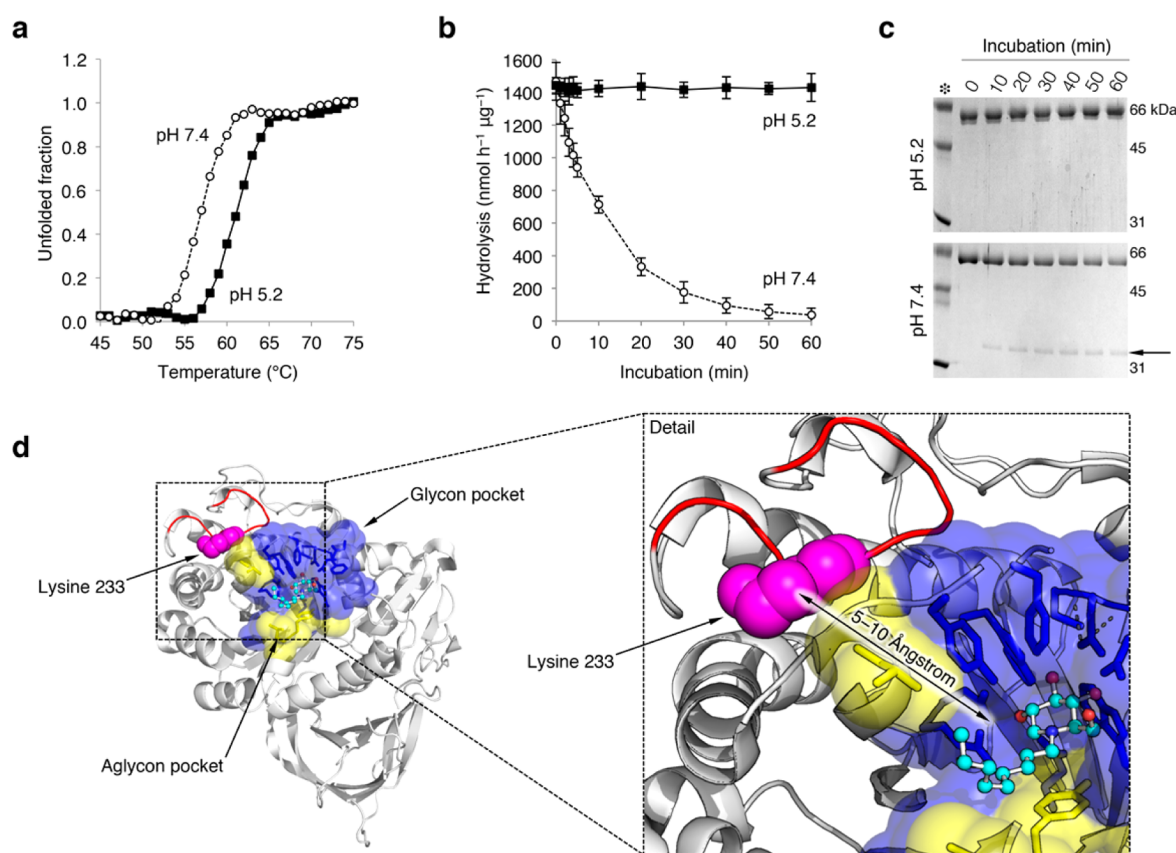 a
1.2
1.0
0.8
0.6
0.4
0.2
0.0
Unfolded fraction
pH 7.4
pH 5.2
45
50
55
60
65
70
75
Temperature (°C)
b
1600
1400
1200
1000
800
600
400
200
0
Hydrolysis (nmol h⁻¹ µg⁻¹)
pH 5.2
pH 7.4
0
10
20
30
40
50
60
Incubation (min)
c
Incubation (min)
* 0 10 20 30 40 50 60
pH 5.2
66 kDa
45
31
pH 7.4
66
45
31
d
Glycon pocket
Lysine 233
Aglycon pocket
Detail
5–10 Ångstrom
Lysine 233